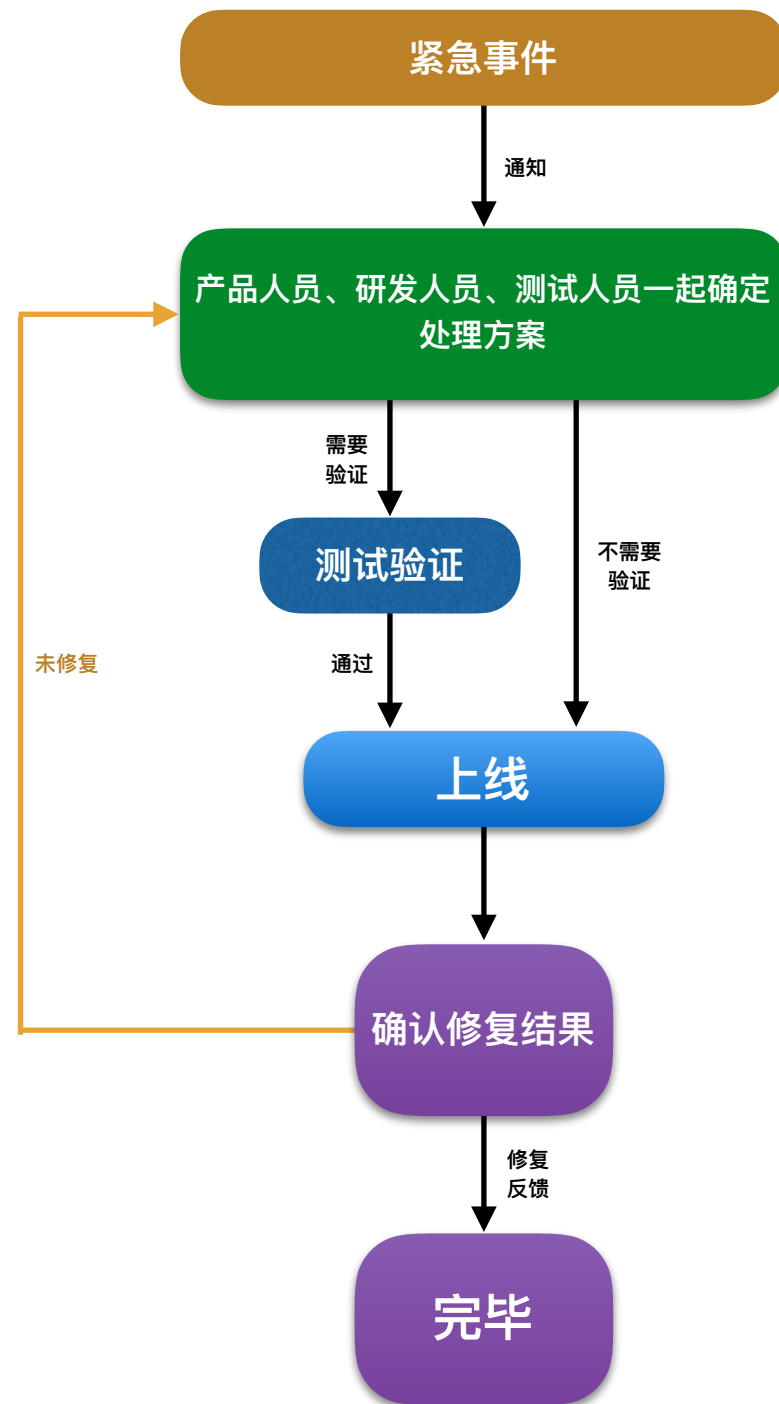 紧急事件
通知
产品人员、研发人员、测试人员一起确定
处理方案
需要
验证
测试验证
不需要
验证
未修复
通过
上线
确认修复结果
修复
反馈
完毕